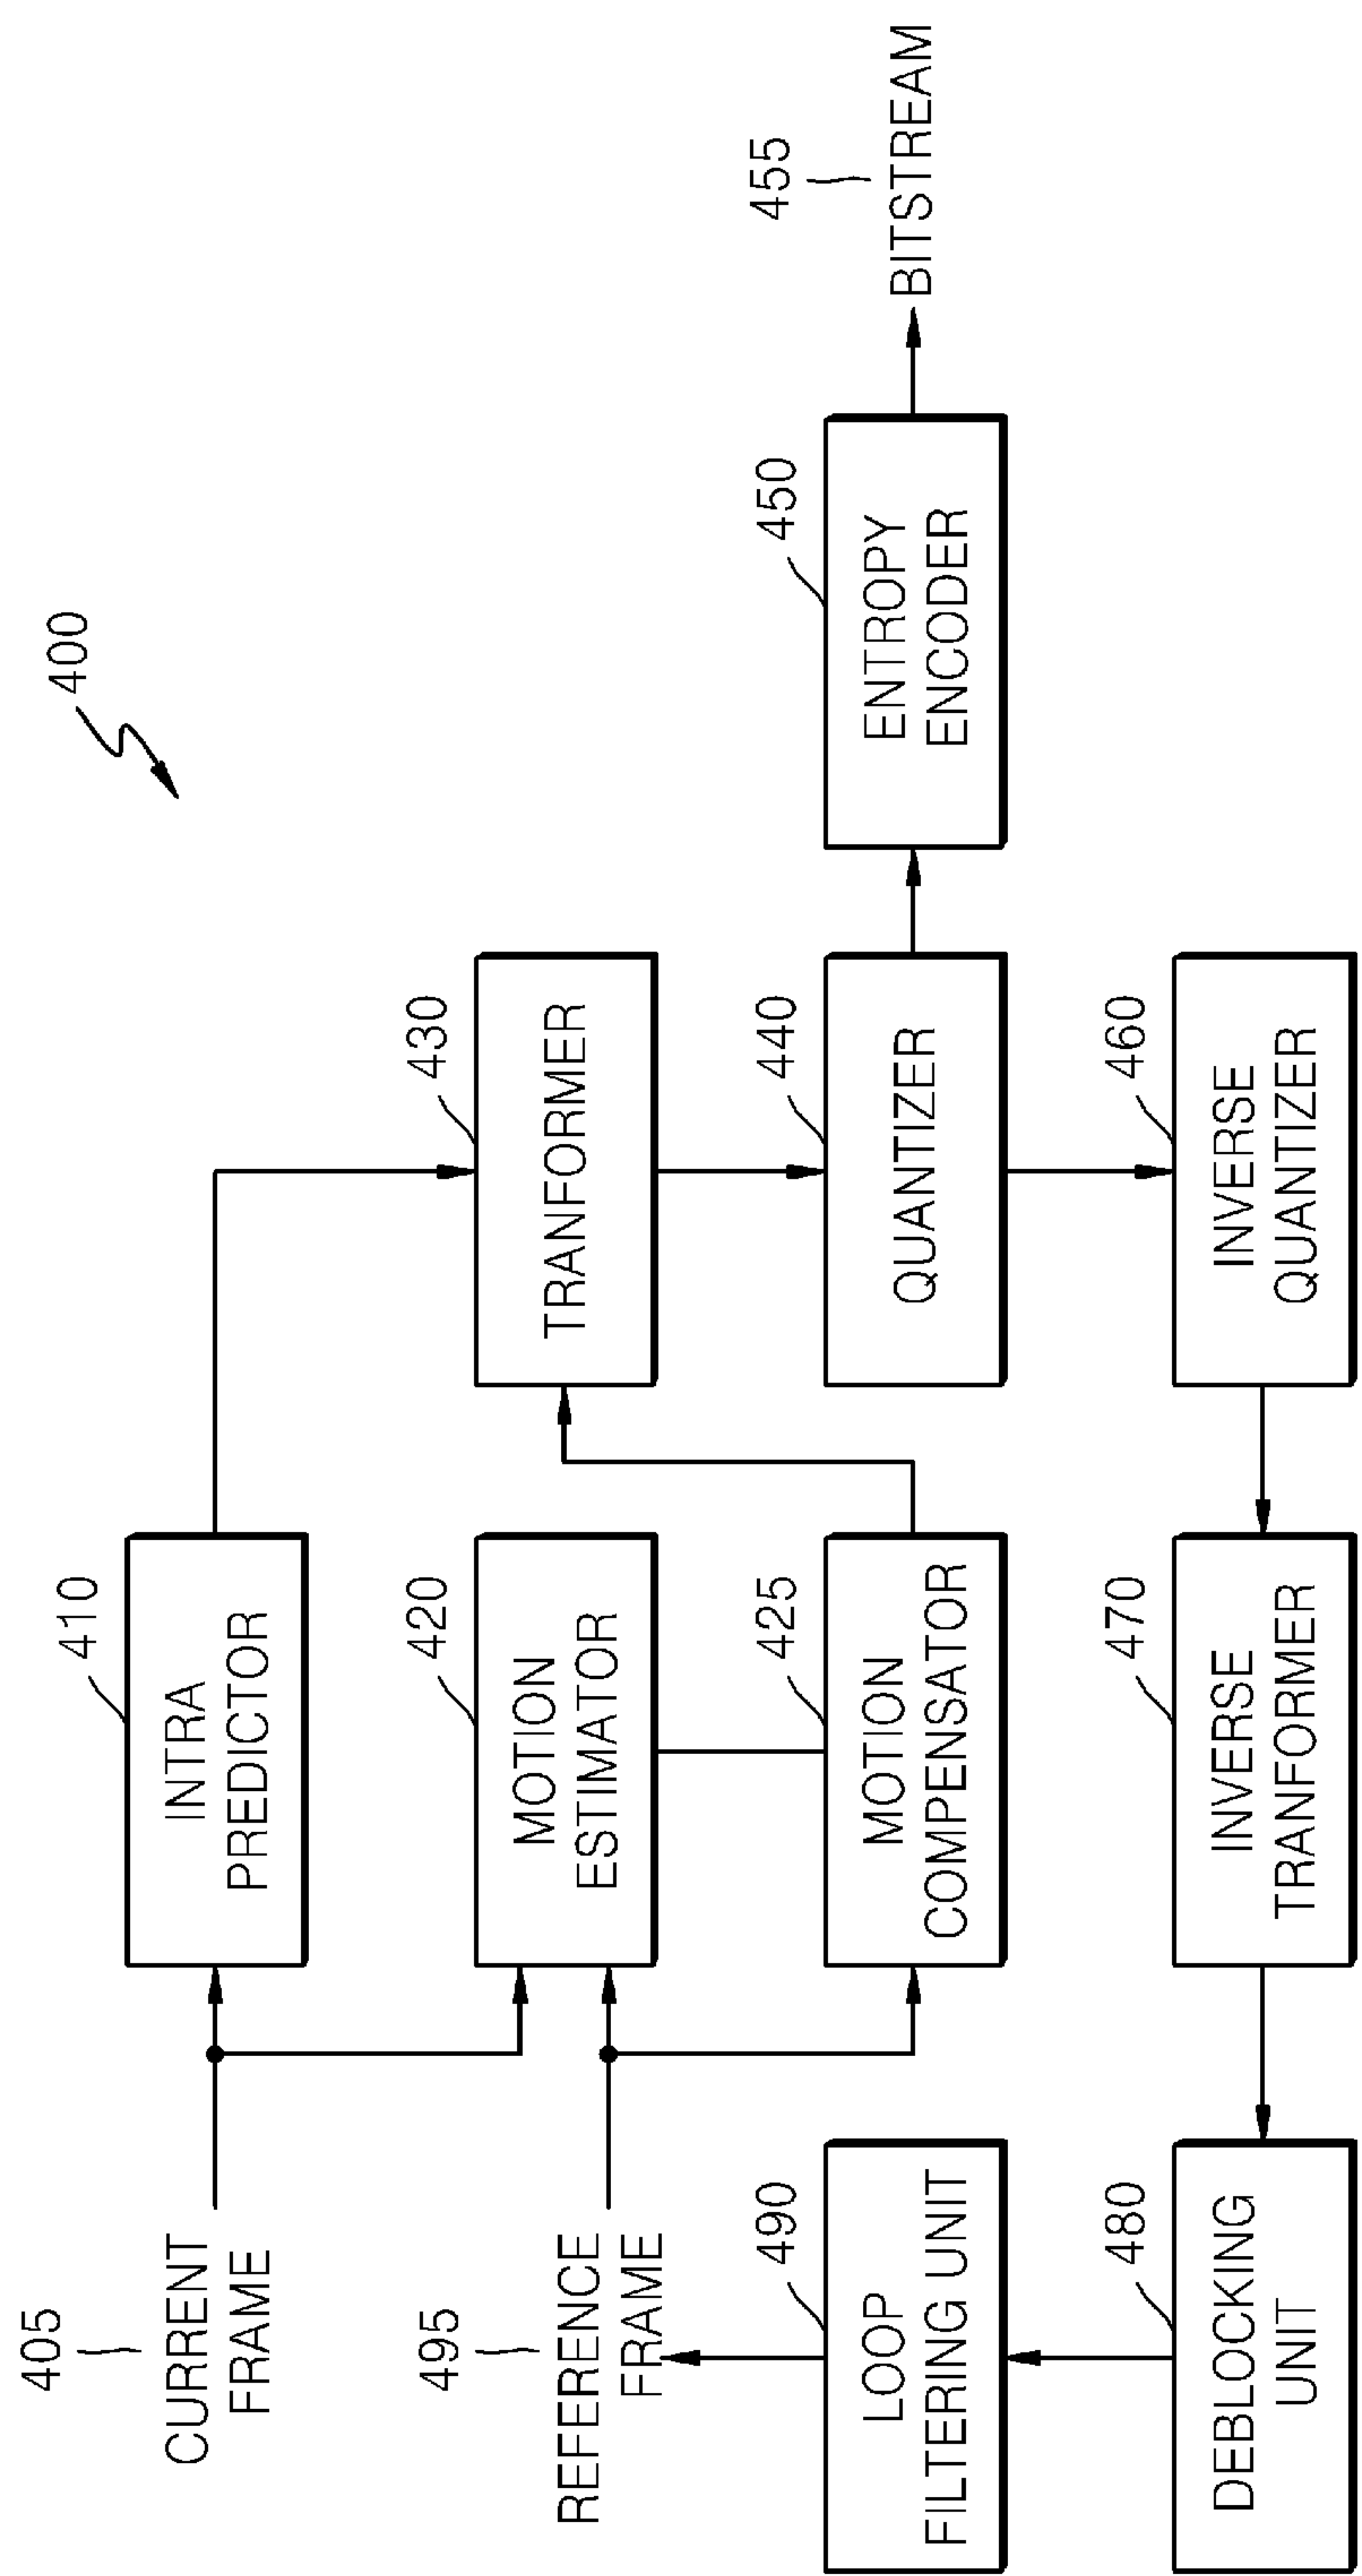 400
405
CURRENT
FRAME
410
INTRA
PREDICTOR
495
REFERENCE
FRAME
420
MOTION
ESTIMATOR
430
TRANFORMER
490
LOOP
FILTERING UNIT
425
MOTION
COMPENSATOR
440
QUANTIZER
450
ENTROPY
ENCODER
455
BITSTREAM
480
DEBLOCKING
UNIT
470
INVERSE
TRANFORMER
460
INVERSE
QUANTIZER